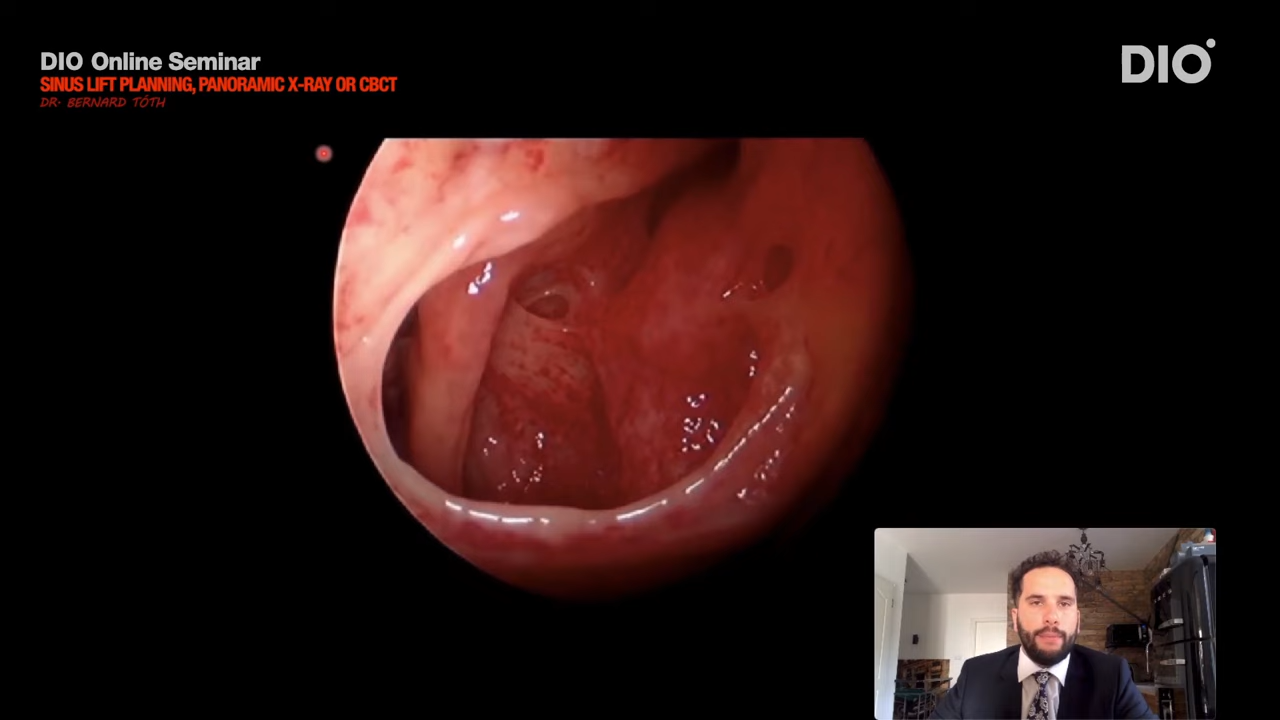 DIO Online Seminar
SINUS LIFT PLANNING, PANORAMIC X-RAY OR CBCT
DR. BERNARD TÓTH
DIO